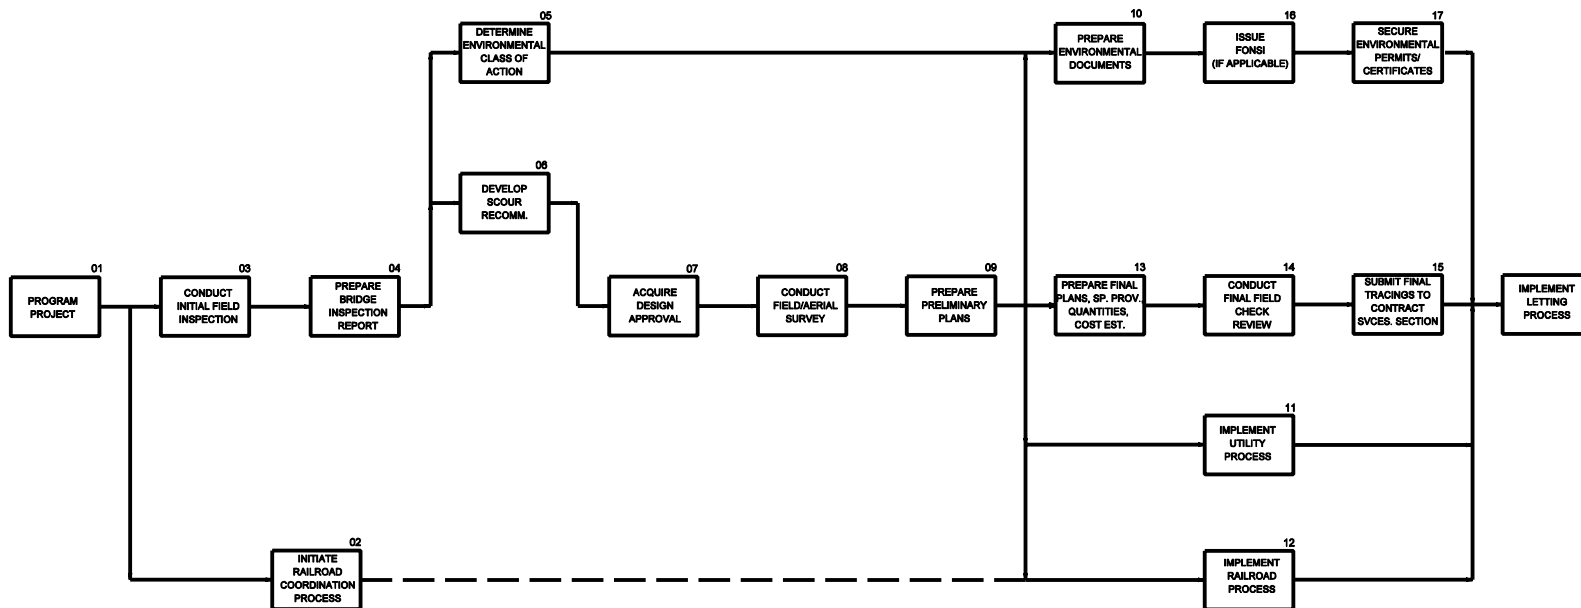 01
PROGRAM
PROJECT
03
CONDUCT
INITIAL FIELD
INSPECTION
04
PREPARE
BRIDGE
INSPECTION
REPORT
05
DETERMINE
ENVIRONMENTAL
CLASS OF
ACTION
06
DEVELOP
SCOUR
RECOMM.
07
ACQUIRE
DESIGN
APPROVAL
08
CONDUCT
FIELD/AERIAL
SURVEY
09
PREPARE
PRELIMINARY
PLANS
10
PREPARE
ENVIRONMENTAL
DOCUMENTS
16
ISSUE
FONSI
(IF APPLICABLE)
17
SECURE
ENVIRONMENTAL
PERMITS/
CERTIFICATES
13
PREPARE FINAL
PLANS, SP. PROV.,
QUANTITIES,
COST EST.
14
CONDUCT
FINAL FIELD
CHECK
REVIEW
15
SUBMIT FINAL
TRACINGS TO
CONTRACT
SVCES. SECTION
IMPLEMENT
LETTING
PROCESS
11
IMPLEMENT
UTILITY
PROCESS
02
INITIATE
RAILROAD
COORDINATION
PROCESS
12
IMPLEMENT
RAILROAD
PROCESS